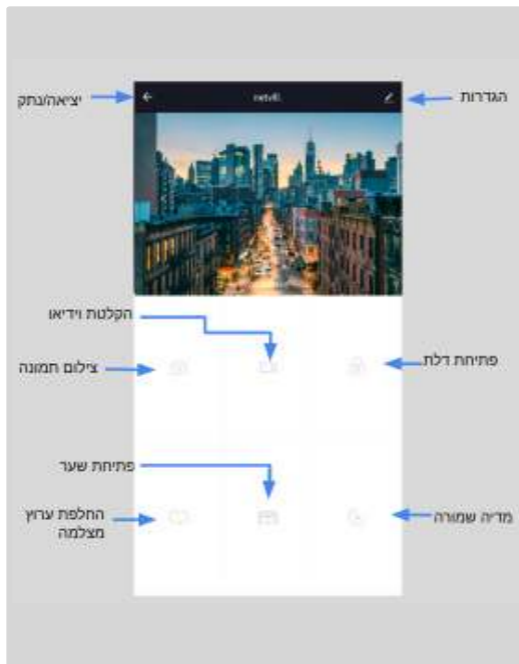 הגדרות
יציאה/נתק
הקלטת וידיאו
פתיחת דלת
צילום תמונה
פתיחת שער
החלפת ערוץ
מצלמה
מדיה שמורה